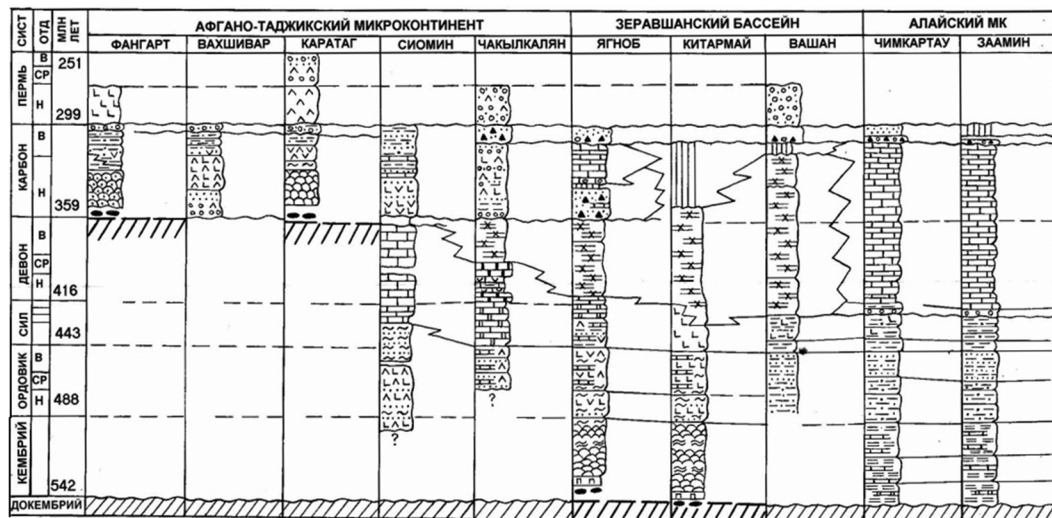 СИСТ
ОТД
МЛН
ЛЕТ
АФГАНО-ТАДЖИКСКИЙ МИКРОКОНТИНЕНТ
ЗЕРАВШАНСКИЙ БАССЕЙН
АЛАЙСКИЙ МК
ФАНГАРТ
ВАХШИВАР
КАРАТАГ
СИОМИН
ЧАКЫЛКАЛЯН
ЯГНОБ
КИТАРМАЙ
ВАШАН
ЧИМКАРТАУ
ЗААМИН
ПЕРМЬ
В
251
СР
Н
299
КАРБОН
В
Н
359
ДЕВОН
В
СР
Н
416
СИЛ
443
ОРДОВИК
В
СР
Н
488
?
?
КЕМБРИЙ
542
ДОКЕМБРИЙ